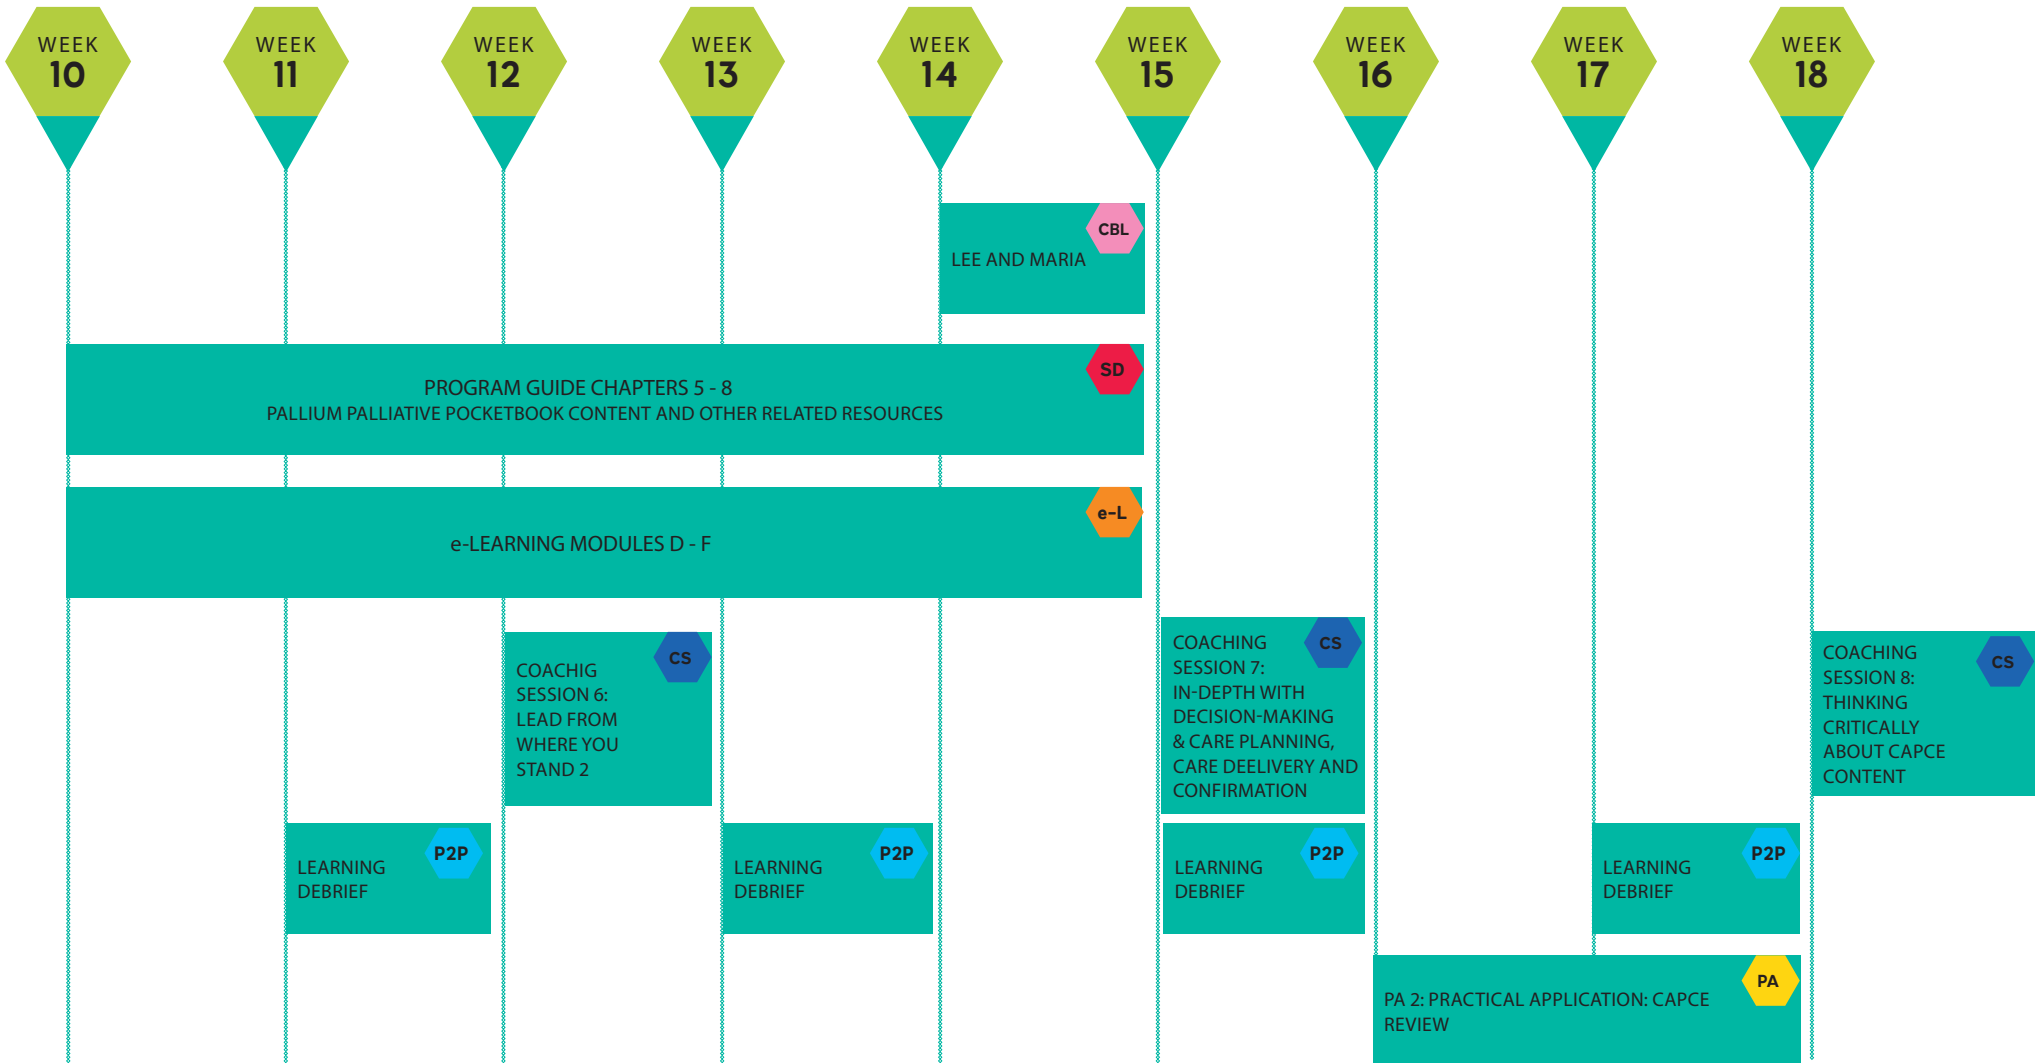 WEEK
10
WEEK
11
WEEK
12
WEEK
13
WEEK
14
WEEK
15
WEEK
16
WEEK
17
WEEK
18
CBL
LEE AND MARIA
SD
PROGRAM GUIDE CHAPTERS 5 - 8
PALLIUM PALLIATIVE POCKETBOOK CONTENT AND OTHER RELATED RESOURCES
e-L
e-LEARNING MODULES D - F
CS
COACHIG
SESSION 6:
LEAD FROM
WHERE YOU
STAND 2
CS
COACHING
SESSION 7:
IN-DEPTH WITH
DECISION-MAKING
& CARE PLANNING,
CARE DEELIVERY AND
CONFIRMATION
CS
COACHING
SESSION 8:
THINKING
CRITICALLY
ABOUT CAPCE
CONTENT
P2P
LEARNING
DEBRIEF
P2P
LEARNING
DEBRIEF
P2P
LEARNING
DEBRIEF
P2P
LEARNING
DEBRIEF
PA
PA 2: PRACTICAL APPLICATION: CAPCE
REVIEW